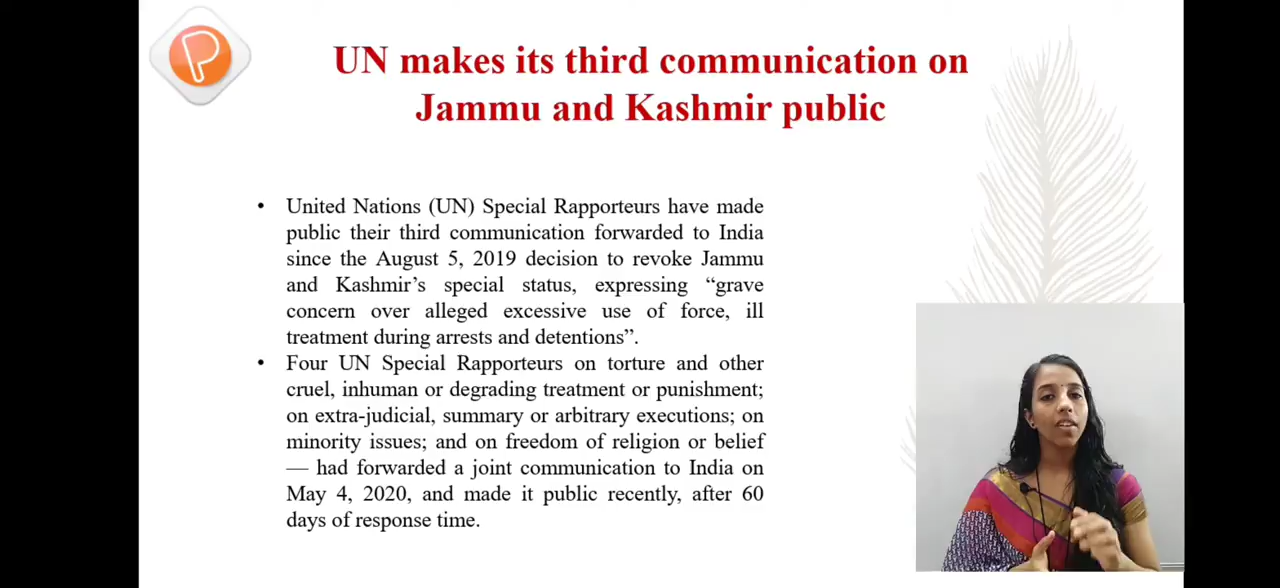 UN makes its third communication on
Jammu and Kashmir public
• United Nations (UN) Special Rapporteurs have made
public their third communication forwarded to India
since the August 5, 2019 decision to revoke Jammu
and Kashmir’s special status, expressing “grave
concern over alleged excessive use of force, ill
treatment during arrests and detentions”.
• Four UN Special Rapporteurs on torture and other
cruel, inhuman or degrading treatment or punishment;
on extra-judicial, summary or arbitrary executions; on
minority issues; and on freedom of religion or belief
— had forwarded a joint communication to India on
May 4, 2020, and made it public recently, after 60
days of response time.